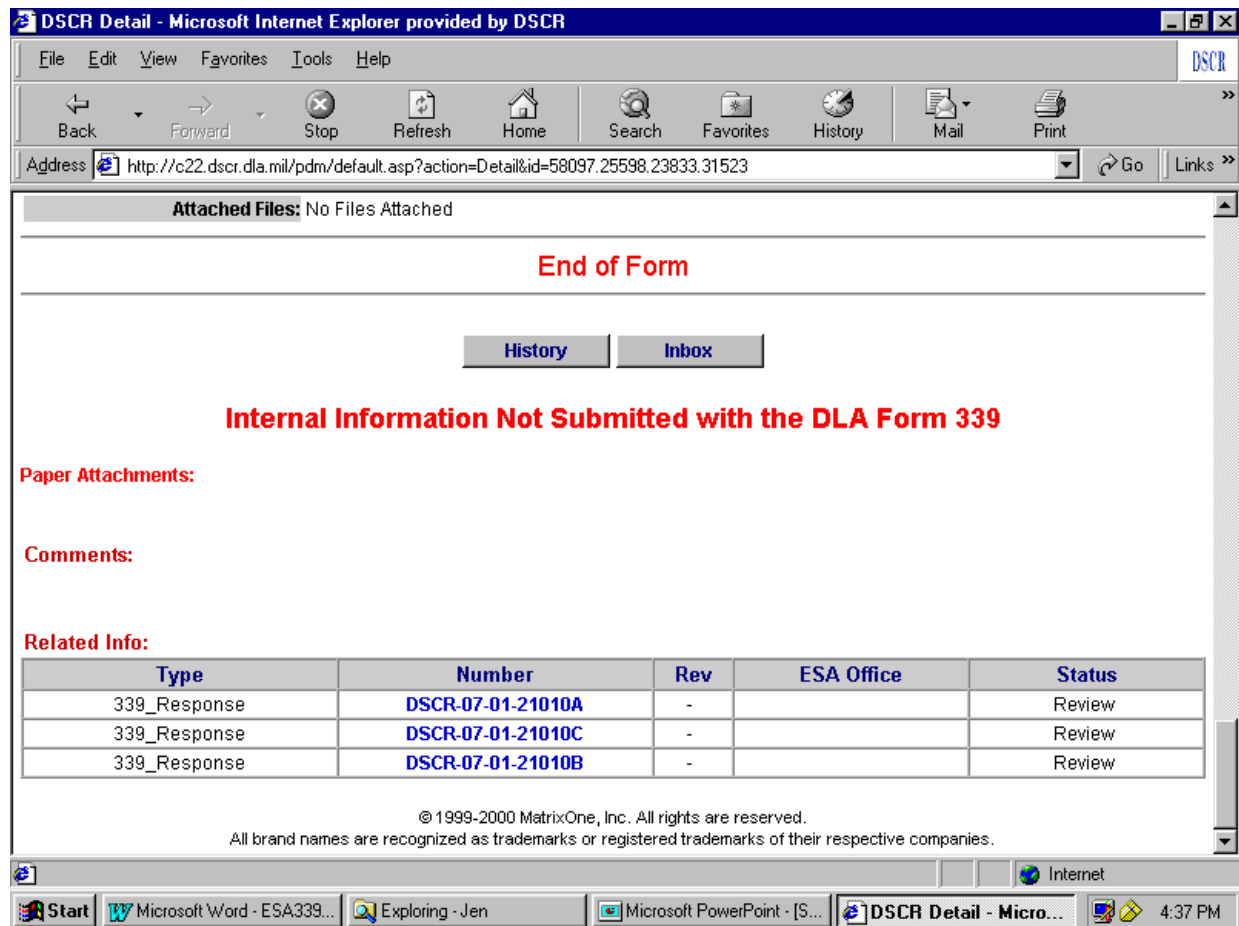 DSCR Detail - Microsoft Internet Explorer provided by DSCR
File Edit View Favorites Tools Help DSCR
Back Forward Stop Refresh Home Search Favorites History Mail Print »
Address http://c22.dscr.dla.mil/pdm/default.asp?action=Detail&id=58097.25598.23833.31523 Go Links »
Attached Files: No Files Attached
End of Form
History Inbox
Internal Information Not Submitted with the DLA Form 339
Paper Attachments:
Comments:
Related Info:
Type Number Rev ESA Office Status
339_Response DSCR-07-01-21010A - Review
339_Response DSCR-07-01-21010C - Review
339_Response DSCR-07-01-21010B - Review
© 1999-2000 MatrixOne, Inc. All rights are reserved.
All brand names are recognized as trademarks or registered trademarks of their respective companies.
Internet
Start Microsoft Word - ESA339... Exploring - Jen Microsoft PowerPoint - [S... DSCR Detail - Micro... 4:37 PM